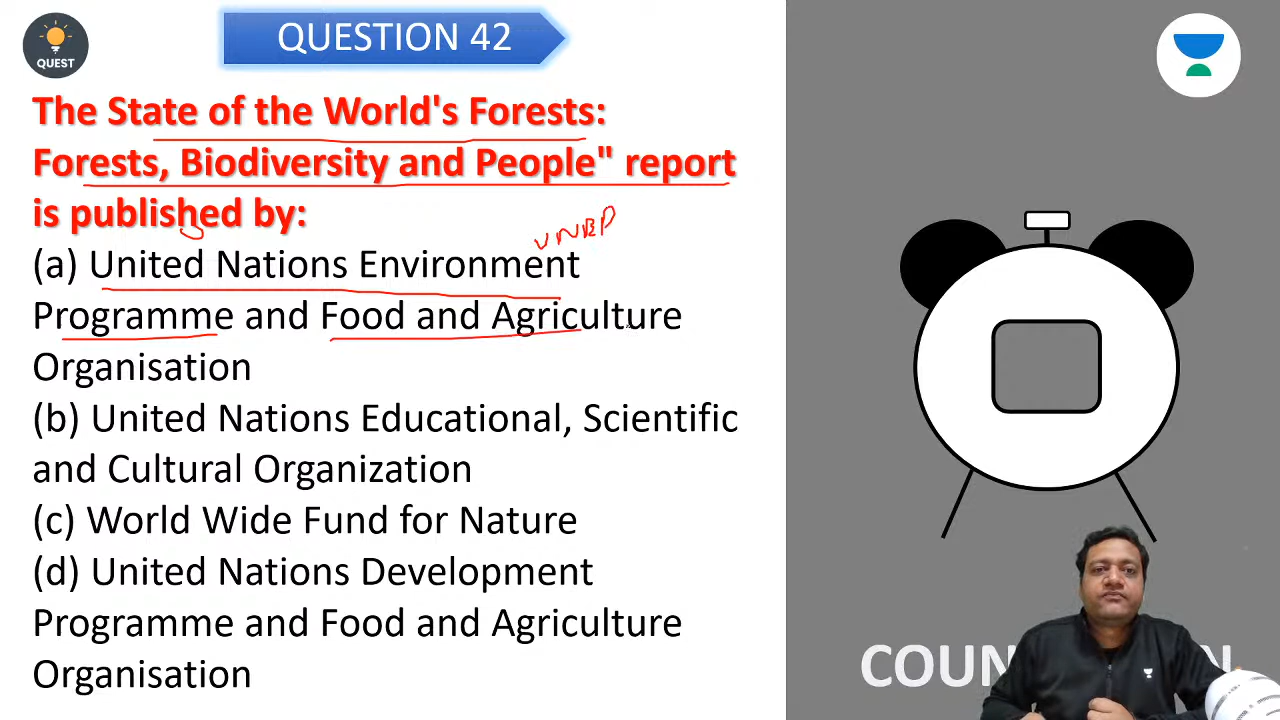 QUEST
QUESTION 42
The State of the World's Forests:
Forests, Biodiversity and People" report
is published by:
UNEP
(a) United Nations Environment
Programme and Food and Agriculture
Organisation
(b) United Nations Educational, Scientific
and Cultural Organization
(c) World Wide Fund for Nature
(d) United Nations Development
Programme and Food and Agriculture
Organisation